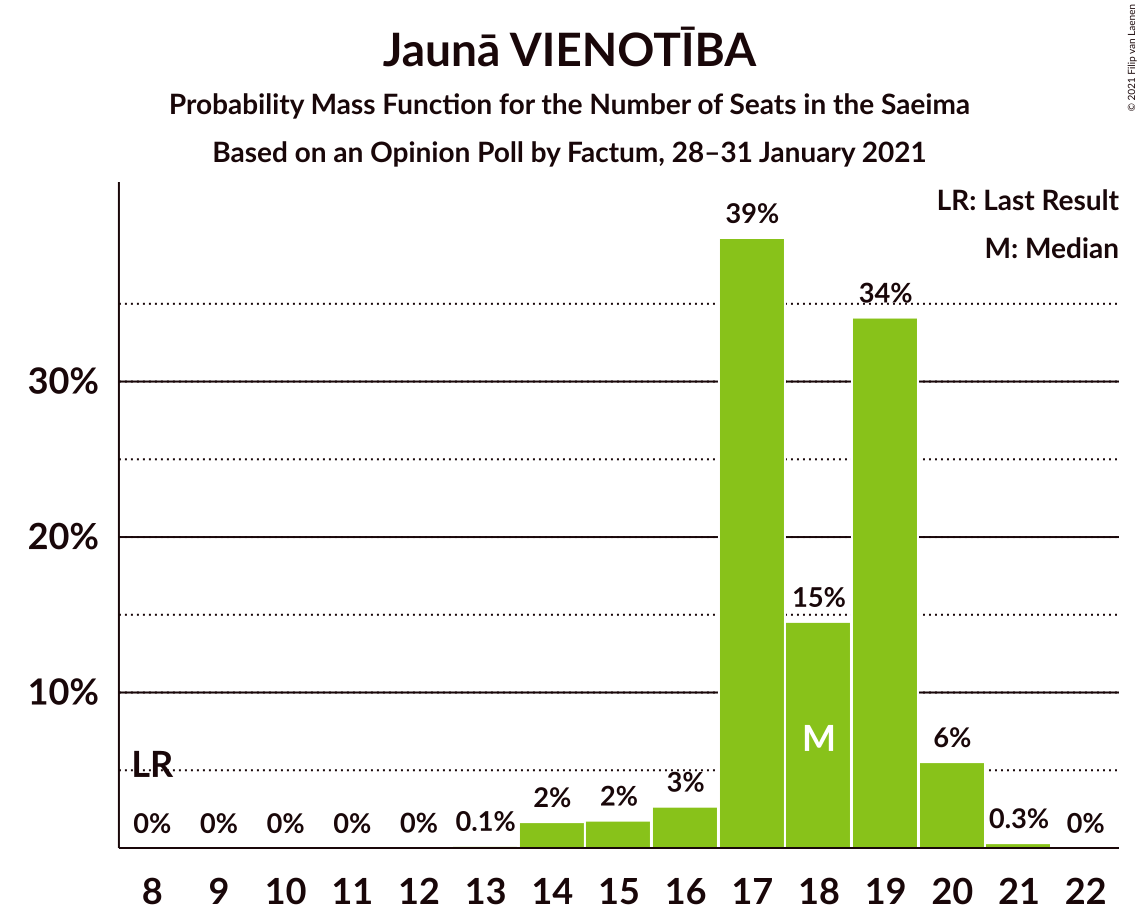 Jaunā VIENOTĪBA
Probability Mass Function for the Number of Seats in the Saeima
Based on an Opinion Poll by Factum, 28–31 January 2021
© 2021 Filip van Laenen
LR: Last Result
M: Median
39%
34%
30%
20%
15%
10%
M
6%
LR
3%
2%
2%
0%
0%
0%
0%
0%
0.1%
0.3%
0%
8 9 10 11 12 13 14 15 16 17 18 19 20 21 22